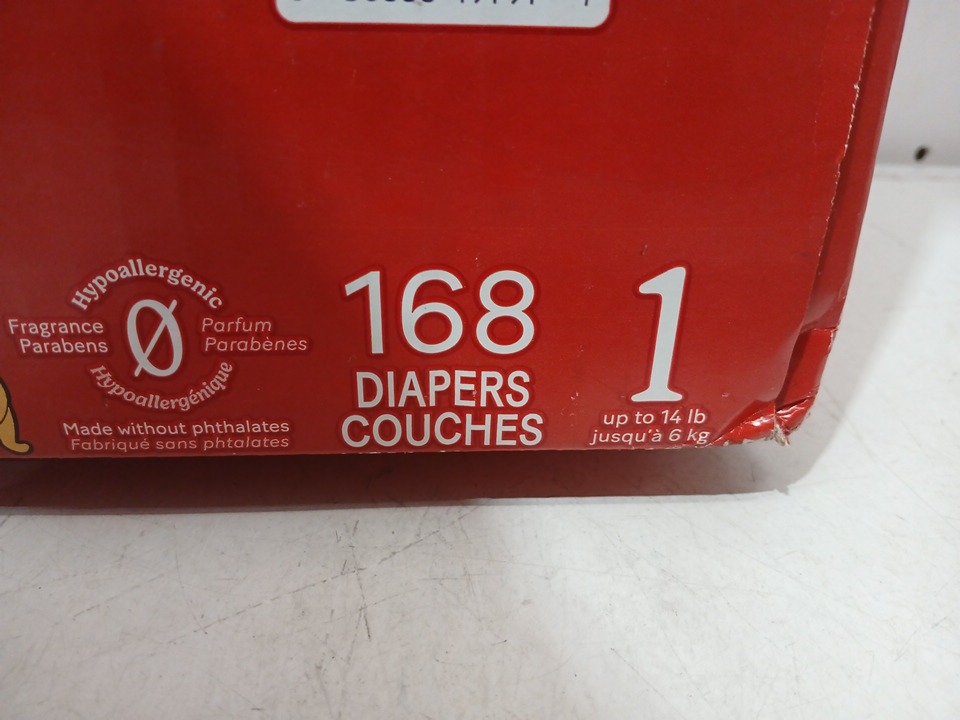 Hypoallergenic
Fragrance
Parabens
0
Parfum
Parabènes
Hypoallergénique
Made without phthalates
Fabriqué sans phtalates
168
DIAPERS
COUCHES
1
up to 14 lb
jusqu'à 6 kg